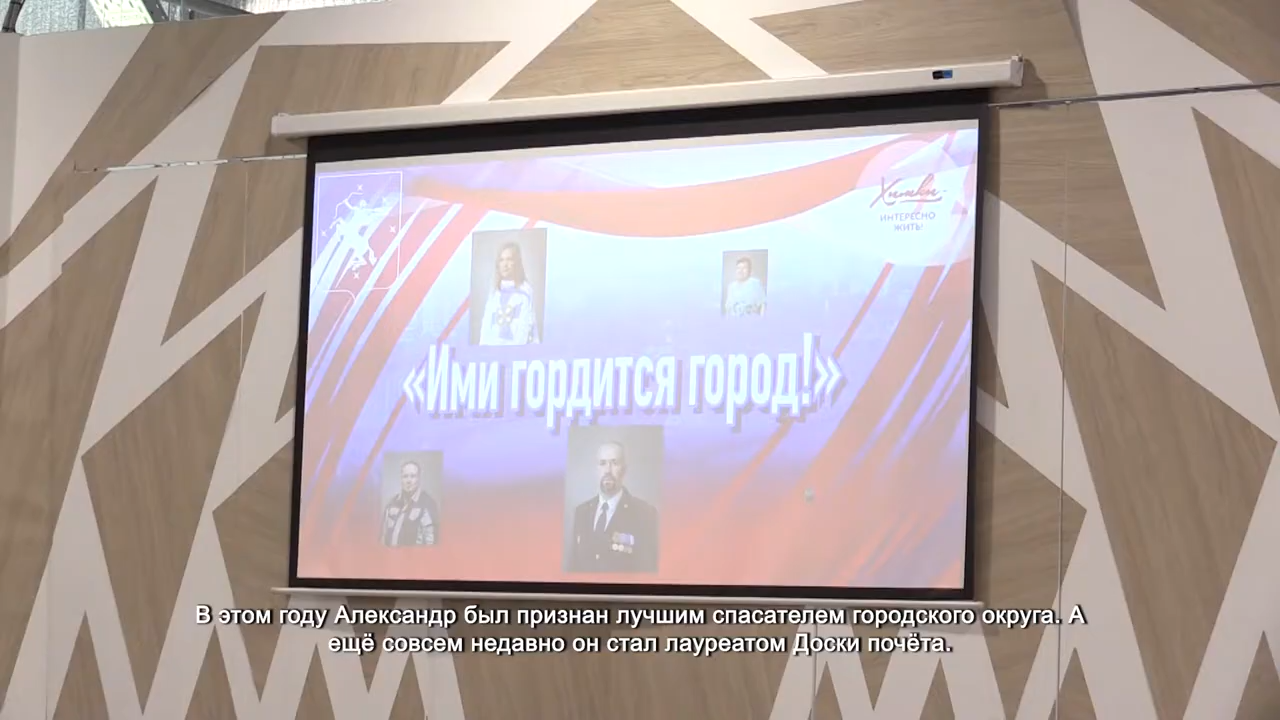 Химки
ИНТЕРЕСНО
ЖИТЬ!
«Ими гордится город!»
В этом году Александр был признан лучшим спасателем городского округа. А
ещё совсем недавно он стал лауреатом Доски почёта.